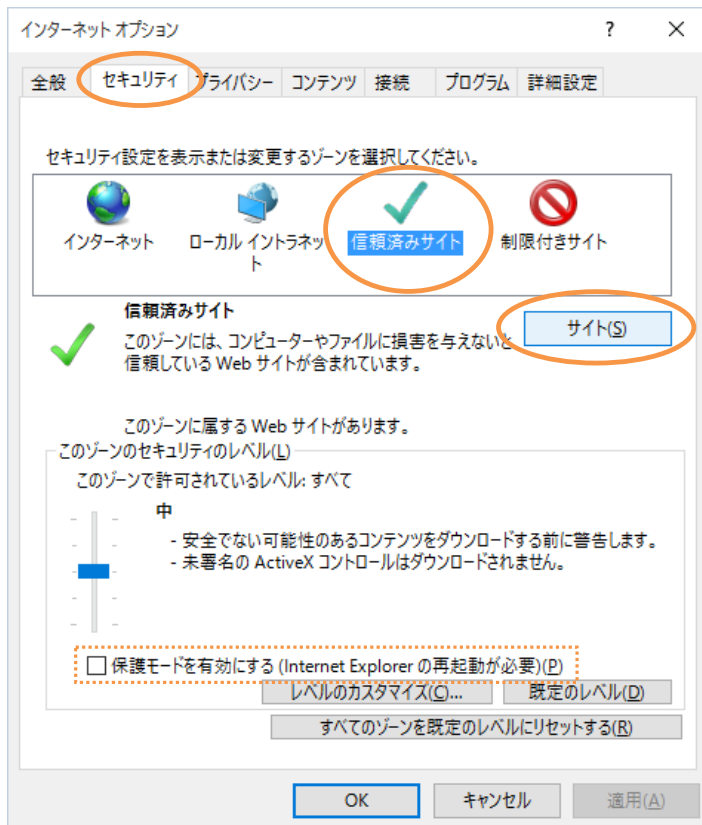 インターネット オプション ? ×
全般 セキュリティ プライバシー コンテンツ 接続 プログラム 詳細設定
セキュリティ設定を表示または変更するゾーンを選択してください。
インターネット
ローカル イントラネッ
ト
信頼済みサイト
制限付きサイト
信頼済みサイト
サイト(S)
このゾーンには、コンピューターやファイルに損害を与えないと
信頼している Web サイトが含まれています。
このゾーンに属する Web サイトがあります。
このゾーンのセキュリティのレベル(L)
このゾーンで許可されているレベル: すべて
中
- 安全でない可能性のあるコンテンツをダウンロードする前に警告します。
- 未署名の ActiveX コントロールはダウンロードされません。
保護モードを有効にする (Internet Explorer の再起動が必要)(P)
レベルのカスタマイズ(C)... 既定のレベル(D)
すべてのゾーンを既定のレベルにリセットする(R)
OK キャンセル 適用(A)